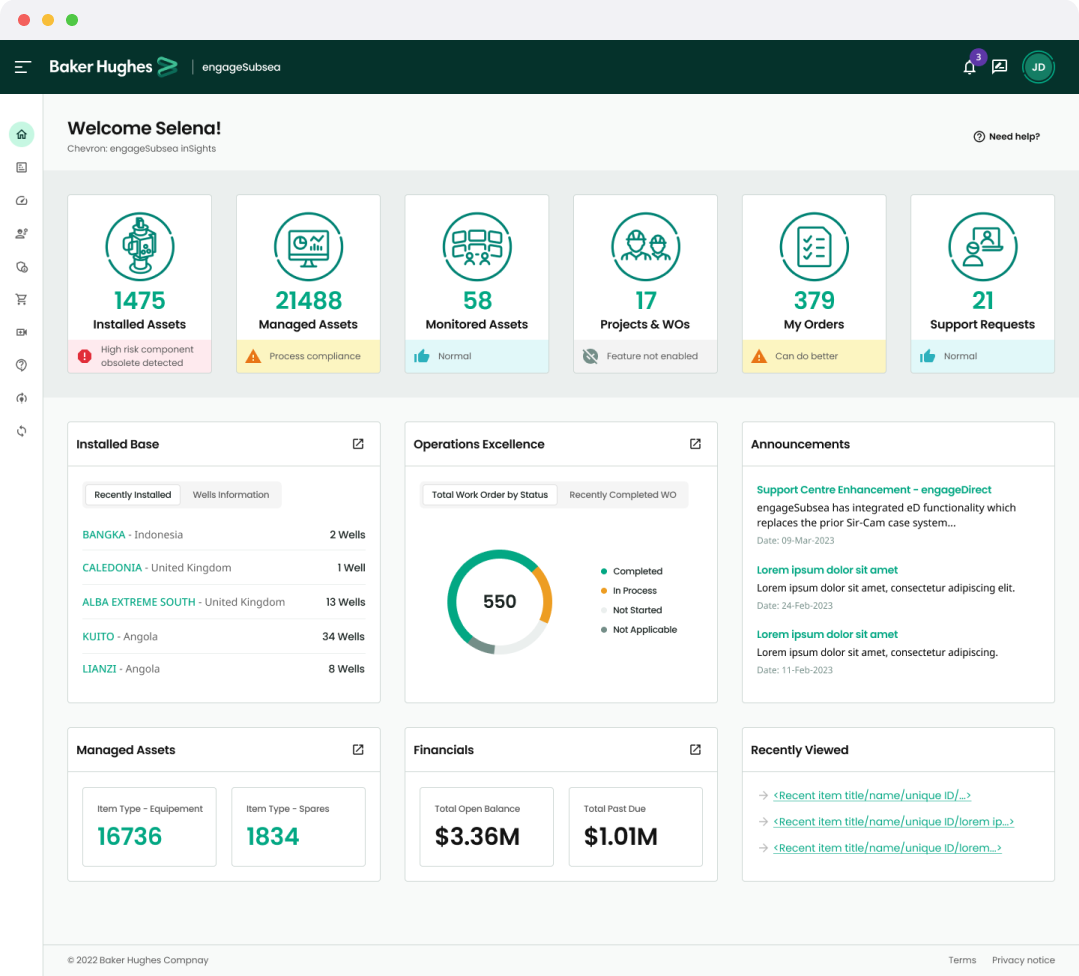 Baker Hughes
engageSubsea
3
JD
Welcome Selena!
Chevron: engageSubsea inSights
Need help?
1475
Installed Assets
High risk component
obsolete detected
21488
Managed Assets
Process compliance
58
Monitored Assets
Normal
17
Projects & WOs
Feature not enabled
379
My Orders
Can do better
21
Support Requests
Normal
Installed Base
Recently Installed
Wells Information
BANGKA - Indonesia
2 Wells
CALEDONIA - United Kingdom
1 Well
ALBA EXTREME SOUTH - United Kingdom
13 Wells
KUITO - Angola
34 Wells
LIANZI - Angola
8 Wells
Operations Excellence
Total Work Order by Status
Recently Completed WO
550
Completed
In Process
Not Started
Not Applicable
Announcements
Support Centre Enhancement - engageDirect
engageSubsea has integrated eD functionality which
replaces the prior Sir-Cam case system...
Date: 09-Mar-2023
Lorem ipsum dolor sit amet
Lorem ipsum dolor sit amet, consectetur adipiscing elit.
Date: 24-Feb-2023
Lorem ipsum dolor sit amet
Lorem ipsum dolor sit amet, consectetur adipiscing.
Date: 11-Feb-2023
Managed Assets
Item Type - Equipement
16736
Item Type - Spares
1834
Financials
Total Open Balance
$3.36M
Total Past Due
$1.01M
Recently Viewed
<Recent item title/name/unique ID/...>
<Recent item title/name/unique ID/lorem ip...>
<Recent item title/name/unique ID/lorem...>
© 2022 Baker Hughes Compnay
Terms
Privacy notice